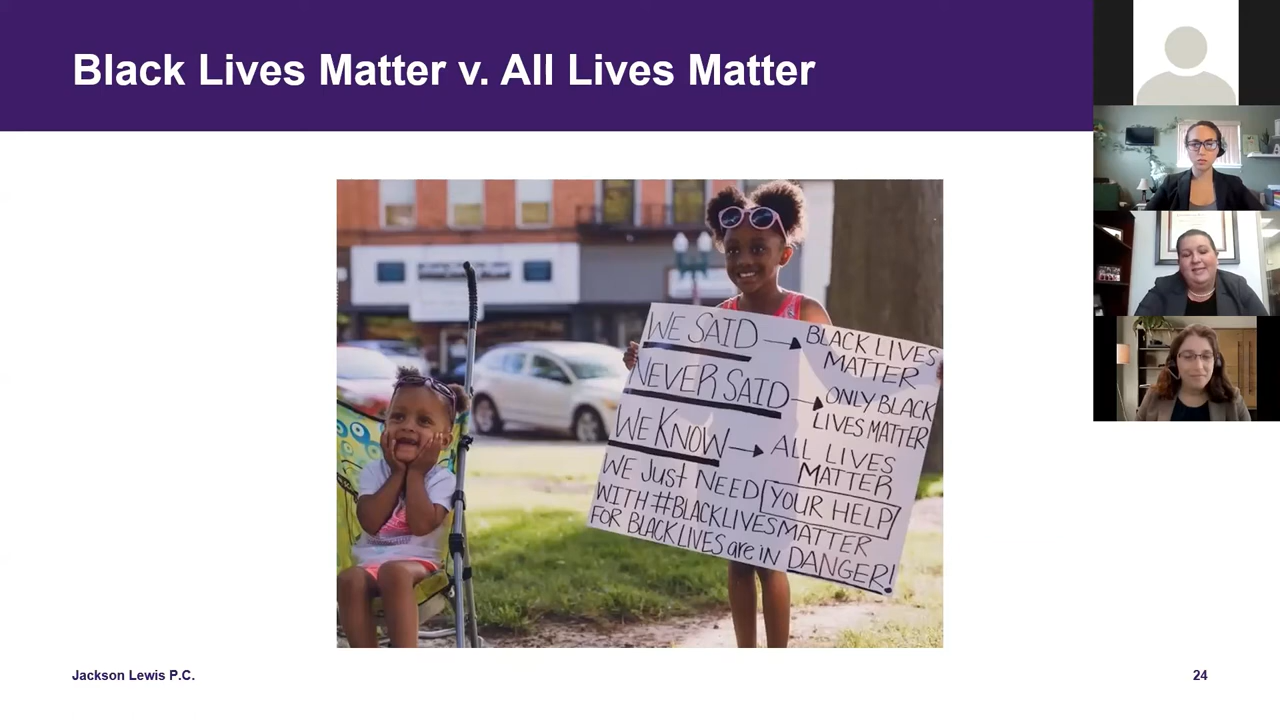 Black Lives Matter v. All Lives Matter
WE SAID → BLACK LIVES
MATTER
NEVER SAID → ONLY BLACK
LIVES MATTER
WE KNOW → ALL LIVES
MATTER
WE JUST NEED YOUR HELP
WITH #BLACKLIVESMATTER
FOR BLACK LIVES are in DANGER!
Jackson Lewis P.C.
24